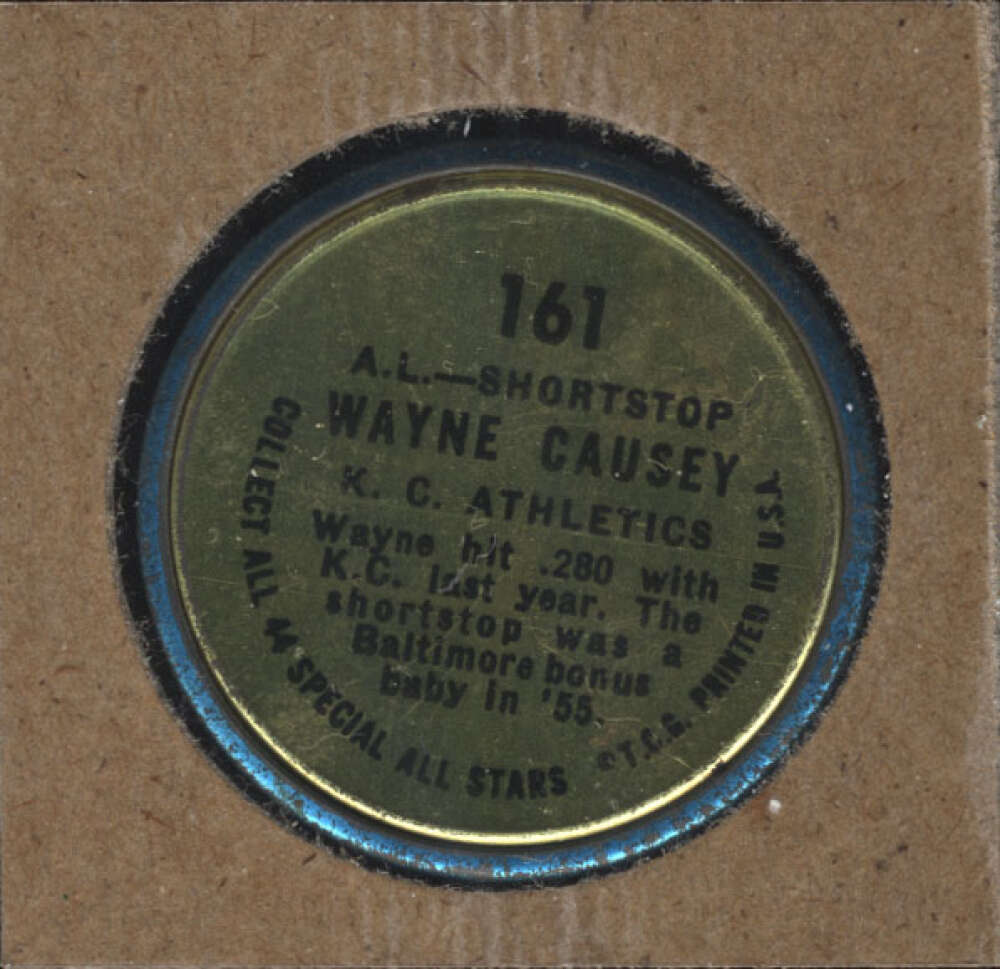 161
A.L.—SHORTSTOP
WAYNE CAUSEY
K. C. ATHLETICS
Wayne hit .280 with
K.C. last year. The
shortstop was a
Baltimore bonus
baby in '55.
COLLECT ALL 44 SPECIAL ALL STARS
©T.C.G. PRINTED IN U.S.A.